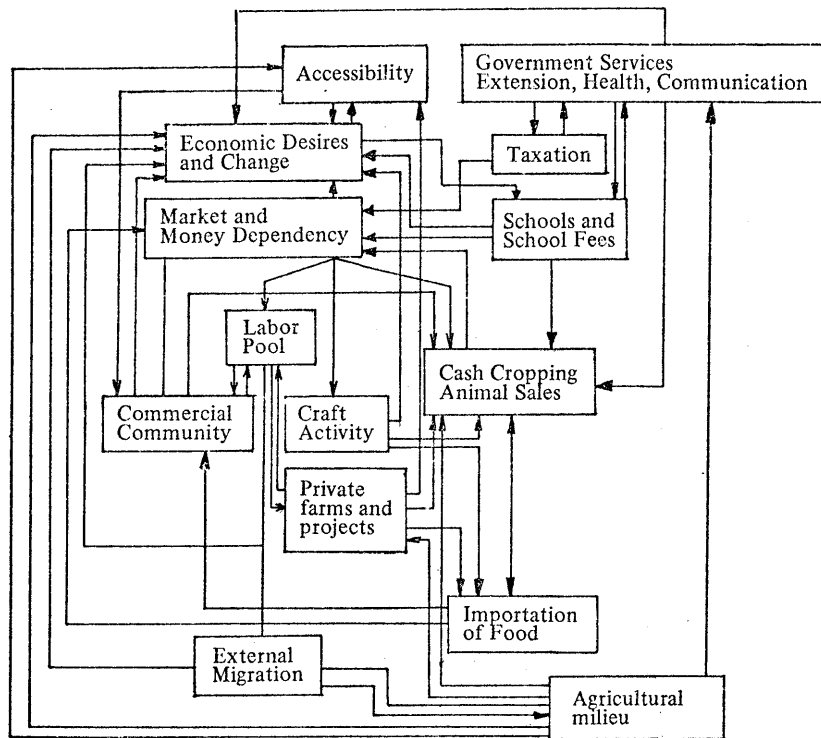 Accessibility
Government Services
Extension, Health, Communication
Economic Desires
and Change
Taxation
Market and
Money Dependency
Schools and
School Fees
Labor
Pool
Cash Cropping
Animal Sales
Commercial
Community
Craft
Activity
Private
farms and
projects
Importation
of Food
External
Migration
Agricultural
milieu